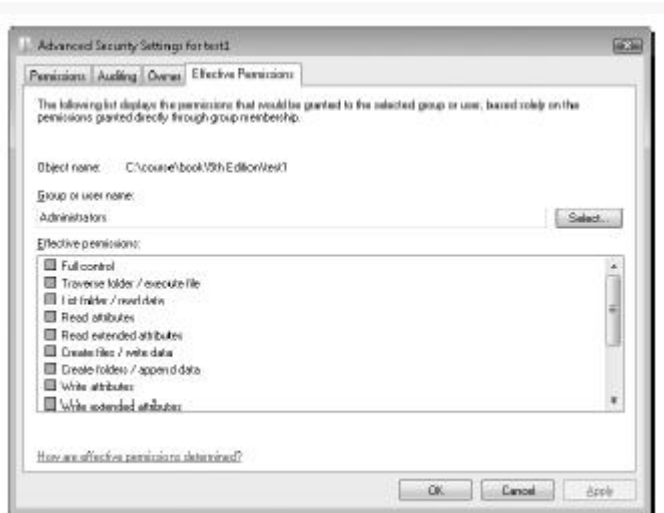 Advanced Security Settings for test1
Permissions Auditing Owner Effective Permissions
The following list displays the permissions that would be granted to the selected group or user, based solely on the
permissions granted directly through group membership.
Object name: C:\course\book\9th Edition\test1
Group or user name:
Administrators Select...
Effective permissions:
Full control
Traverse folder / execute file
List folder / read data
Read attributes
Read extended attributes
Create files / write data
Create folders / append data
Write attributes
Write extended attributes
How are effective permissions determined?
OK Cancel Apply